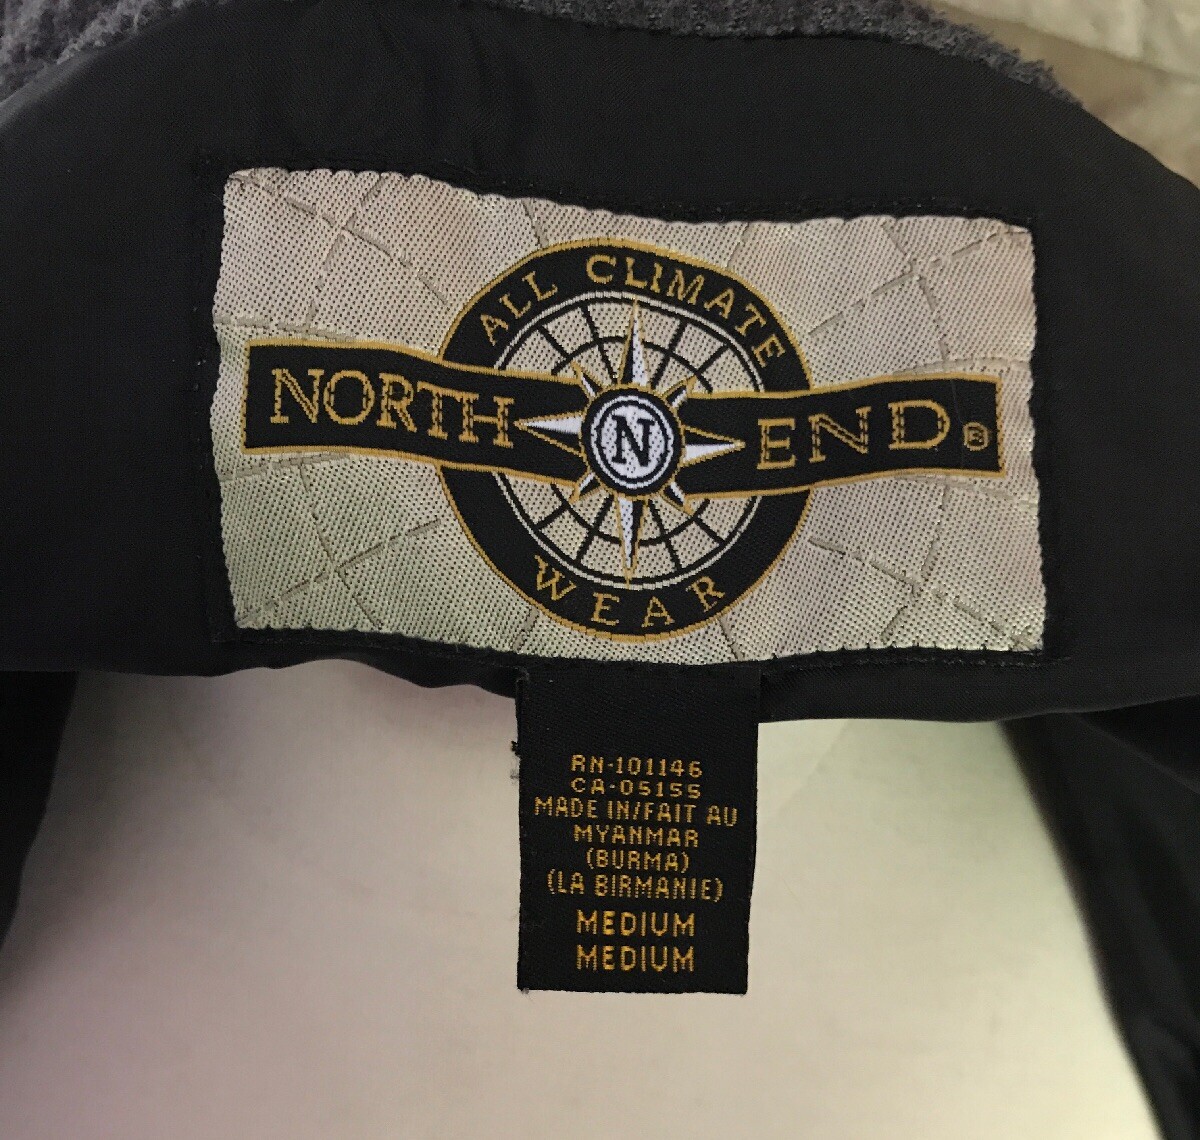 ALL CLIMATE
NORTH N END®
WEAR
RN-101146
CA-05155
MADE IN/FAIT AU
MYANMAR
(BURMA)
(LA BIRMANIE)
MEDIUM
MEDIUM